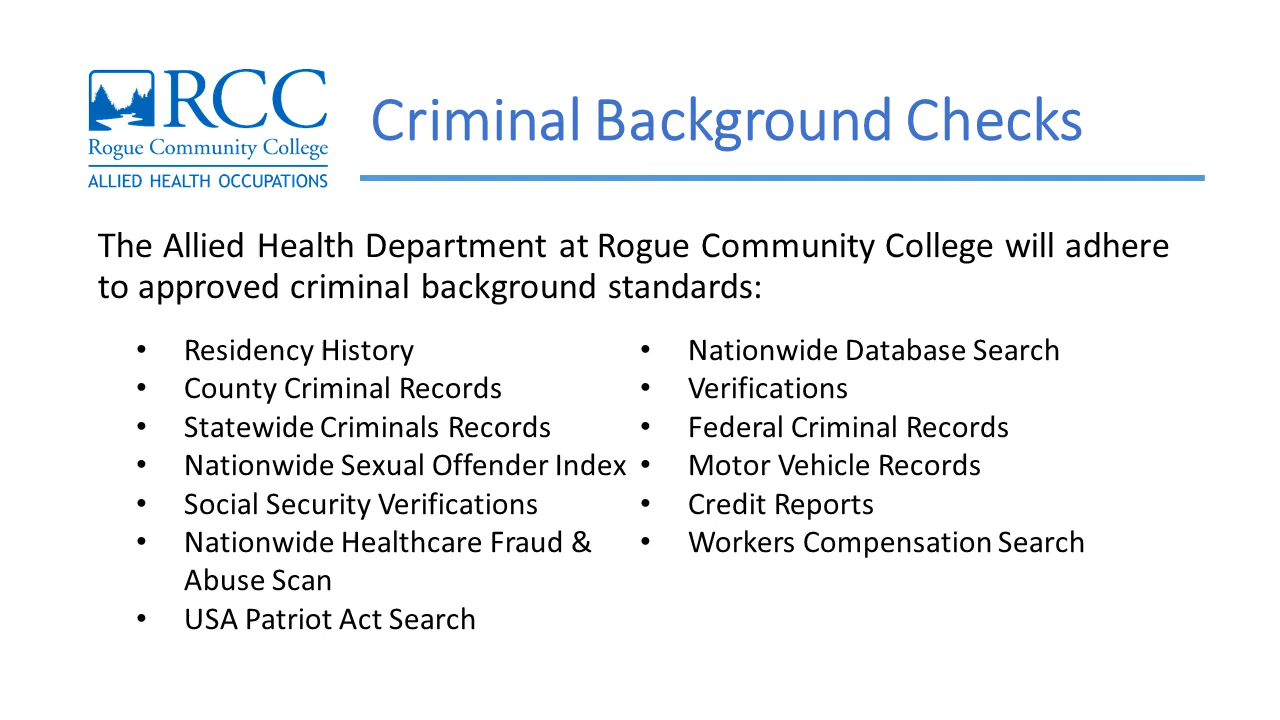 RCC
Rogue Community College
ALLIED HEALTH OCCUPATIONS
Criminal Background Checks
The Allied Health Department at Rogue Community College will adhere
to approved criminal background standards:
• Residency History
• County Criminal Records
• Statewide Criminals Records
• Nationwide Sexual Offender Index
• Social Security Verifications
• Nationwide Healthcare Fraud &
Abuse Scan
• USA Patriot Act Search
• Nationwide Database Search
• Verifications
• Federal Criminal Records
• Motor Vehicle Records
• Credit Reports
• Workers Compensation Search